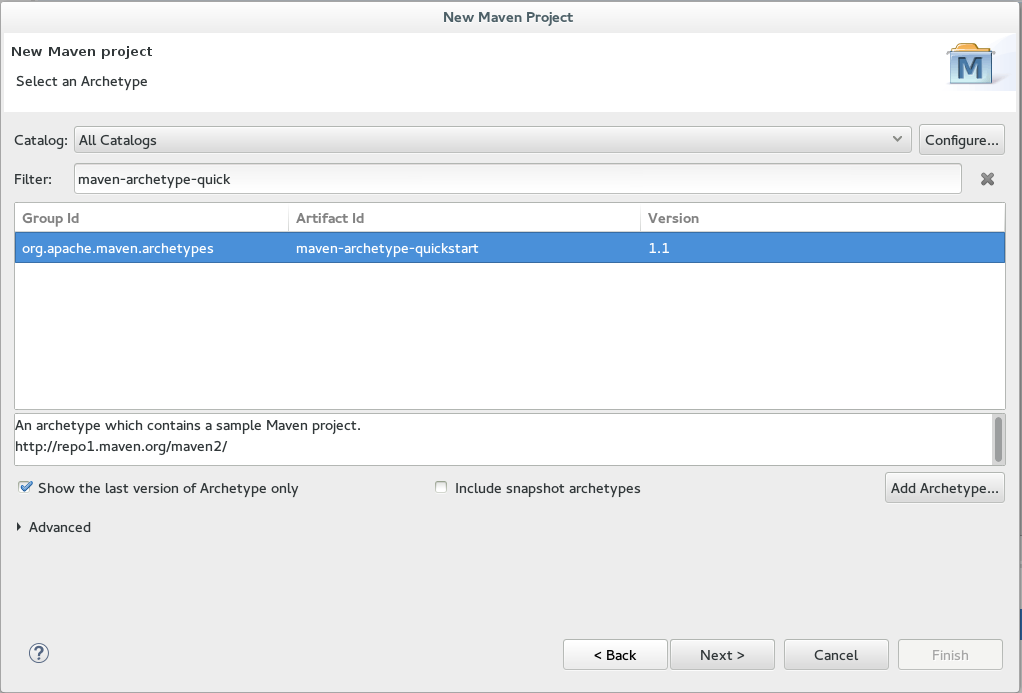 New Maven Project
New Maven project
Select an Archetype
M
Catalog: All Catalogs Configure...
Filter: maven-archetype-quick
Group Id Artifact Id Version
org.apache.maven.archetypes maven-archetype-quickstart 1.1
An archetype which contains a sample Maven project.
http://repo1.maven.org/maven2/
Show the last version of Archetype only Include snapshot archetypes Add Archetype...
Advanced
? < Back Next > Cancel Finish